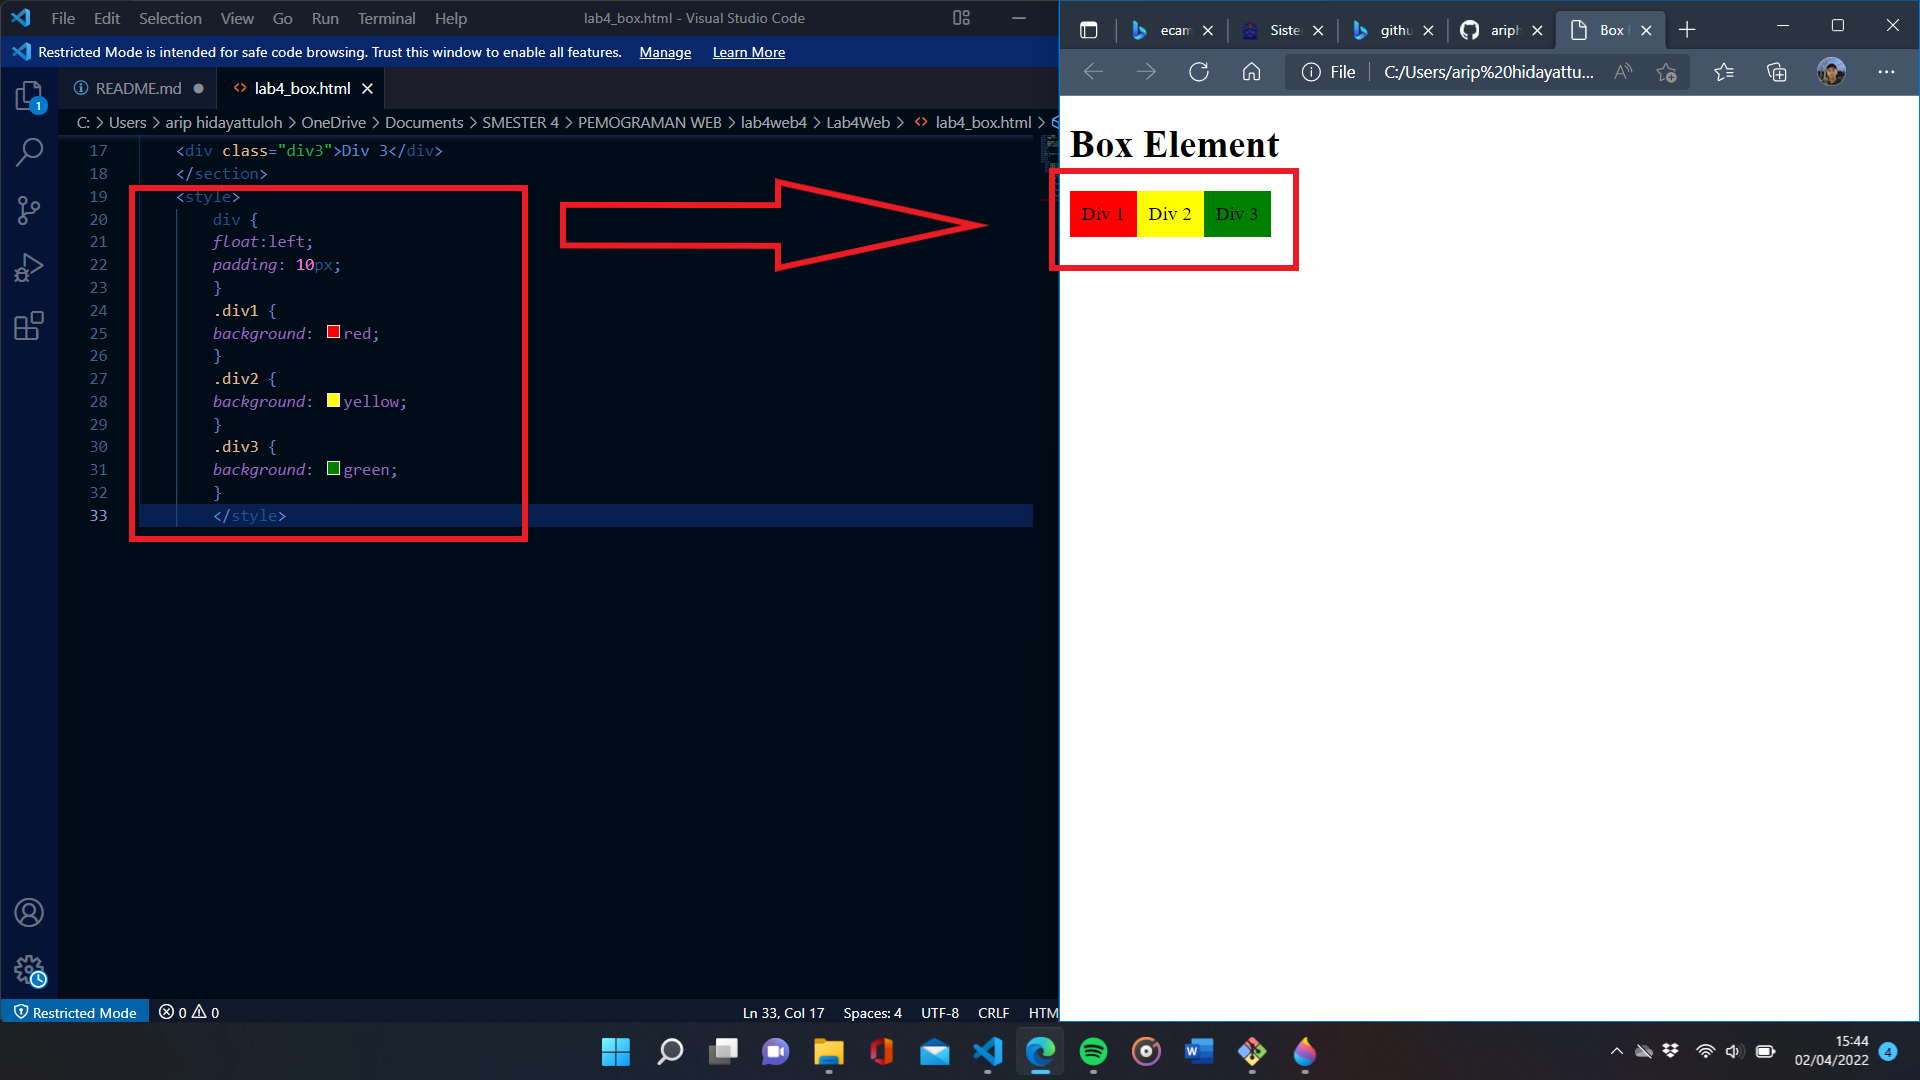 File Edit Selection View Go Run Terminal Help
lab4_box.html - Visual Studio Code
Restricted Mode is intended for safe code browsing. Trust this window to enable all features. Manage Learn More
1
README.md
lab4_box.html
C: > Users > arip hidayattuloh > OneDrive > Documents > SMESTER 4 > PEMOGRAMAN WEB > lab4web4 > Lab4Web > lab4_box.html >
17 <div class="div3">Div 3</div>
18 </section>
19 <style>
20 div {
21 float:left;
22 padding: 10px;
23 }
24 .div1 {
25 background: red;
26 }
27 .div2 {
28 background: yellow;
29 }
30 .div3 {
31 background: green;
32 }
33 </style>
Restricted Mode 0 0
Ln 33, Col 17 Spaces: 4 UTF-8 CRLF HTM
ecam Siste githu ariph Box
File C:/Users/arip%20hidayattu...
Box Element
Div 1 Div 2 Div 3
15:44
02/04/2022
4